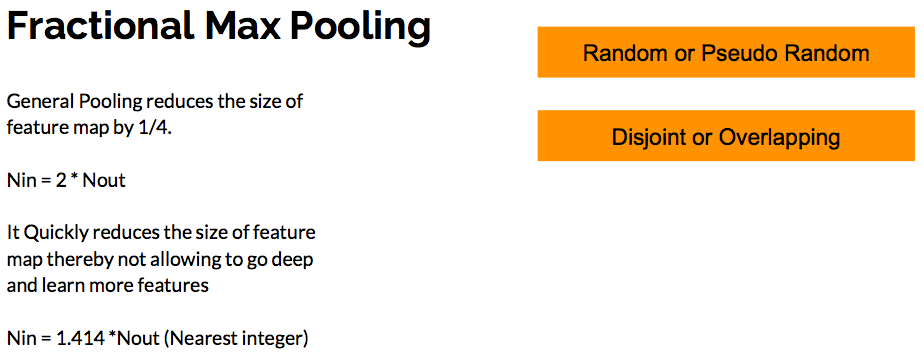 Fractional Max Pooling
General Pooling reduces the size of
feature map by 1/4.
Nin = 2 * Nout
It Quickly reduces the size of feature
map thereby not allowing to go deep
and learn more features
Nin = 1.414 *Nout (Nearest integer)
Random or Pseudo Random
Disjoint or Overlapping